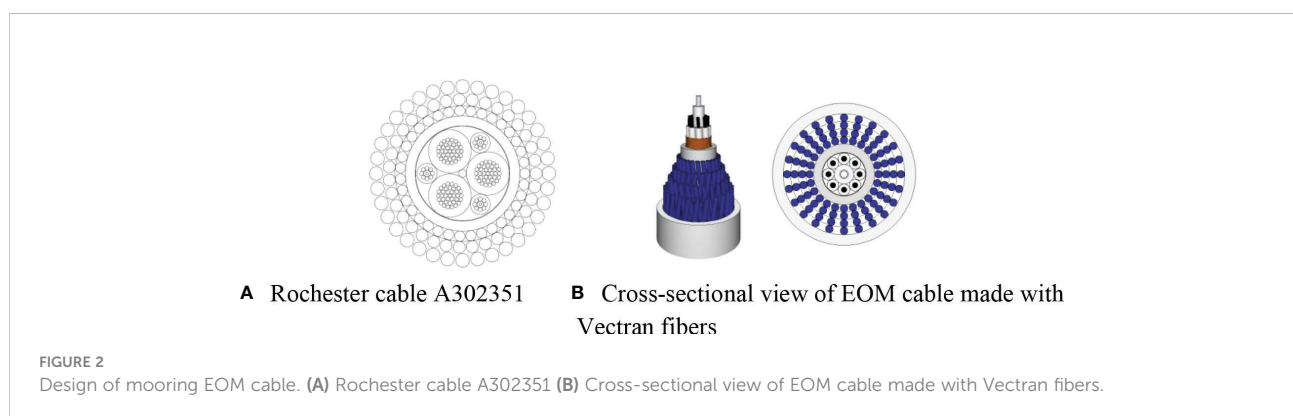 A Rochester cable A302351
B Cross-sectional view of EOM cable made with
Vectran fibers
FIGURE 2
Design of mooring EOM cable. (A) Rochester cable A302351 (B) Cross-sectional view of EOM cable made with Vectran fibers.